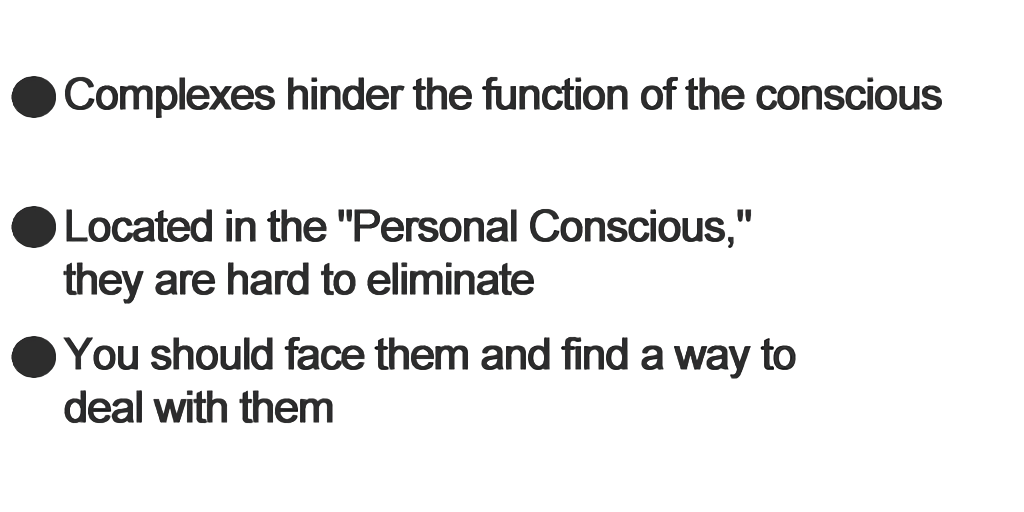 ● Complexes hinder the function of the conscious
● Located in the "Personal Conscious,"
they are hard to eliminate
● You should face them and find a way to
deal with them